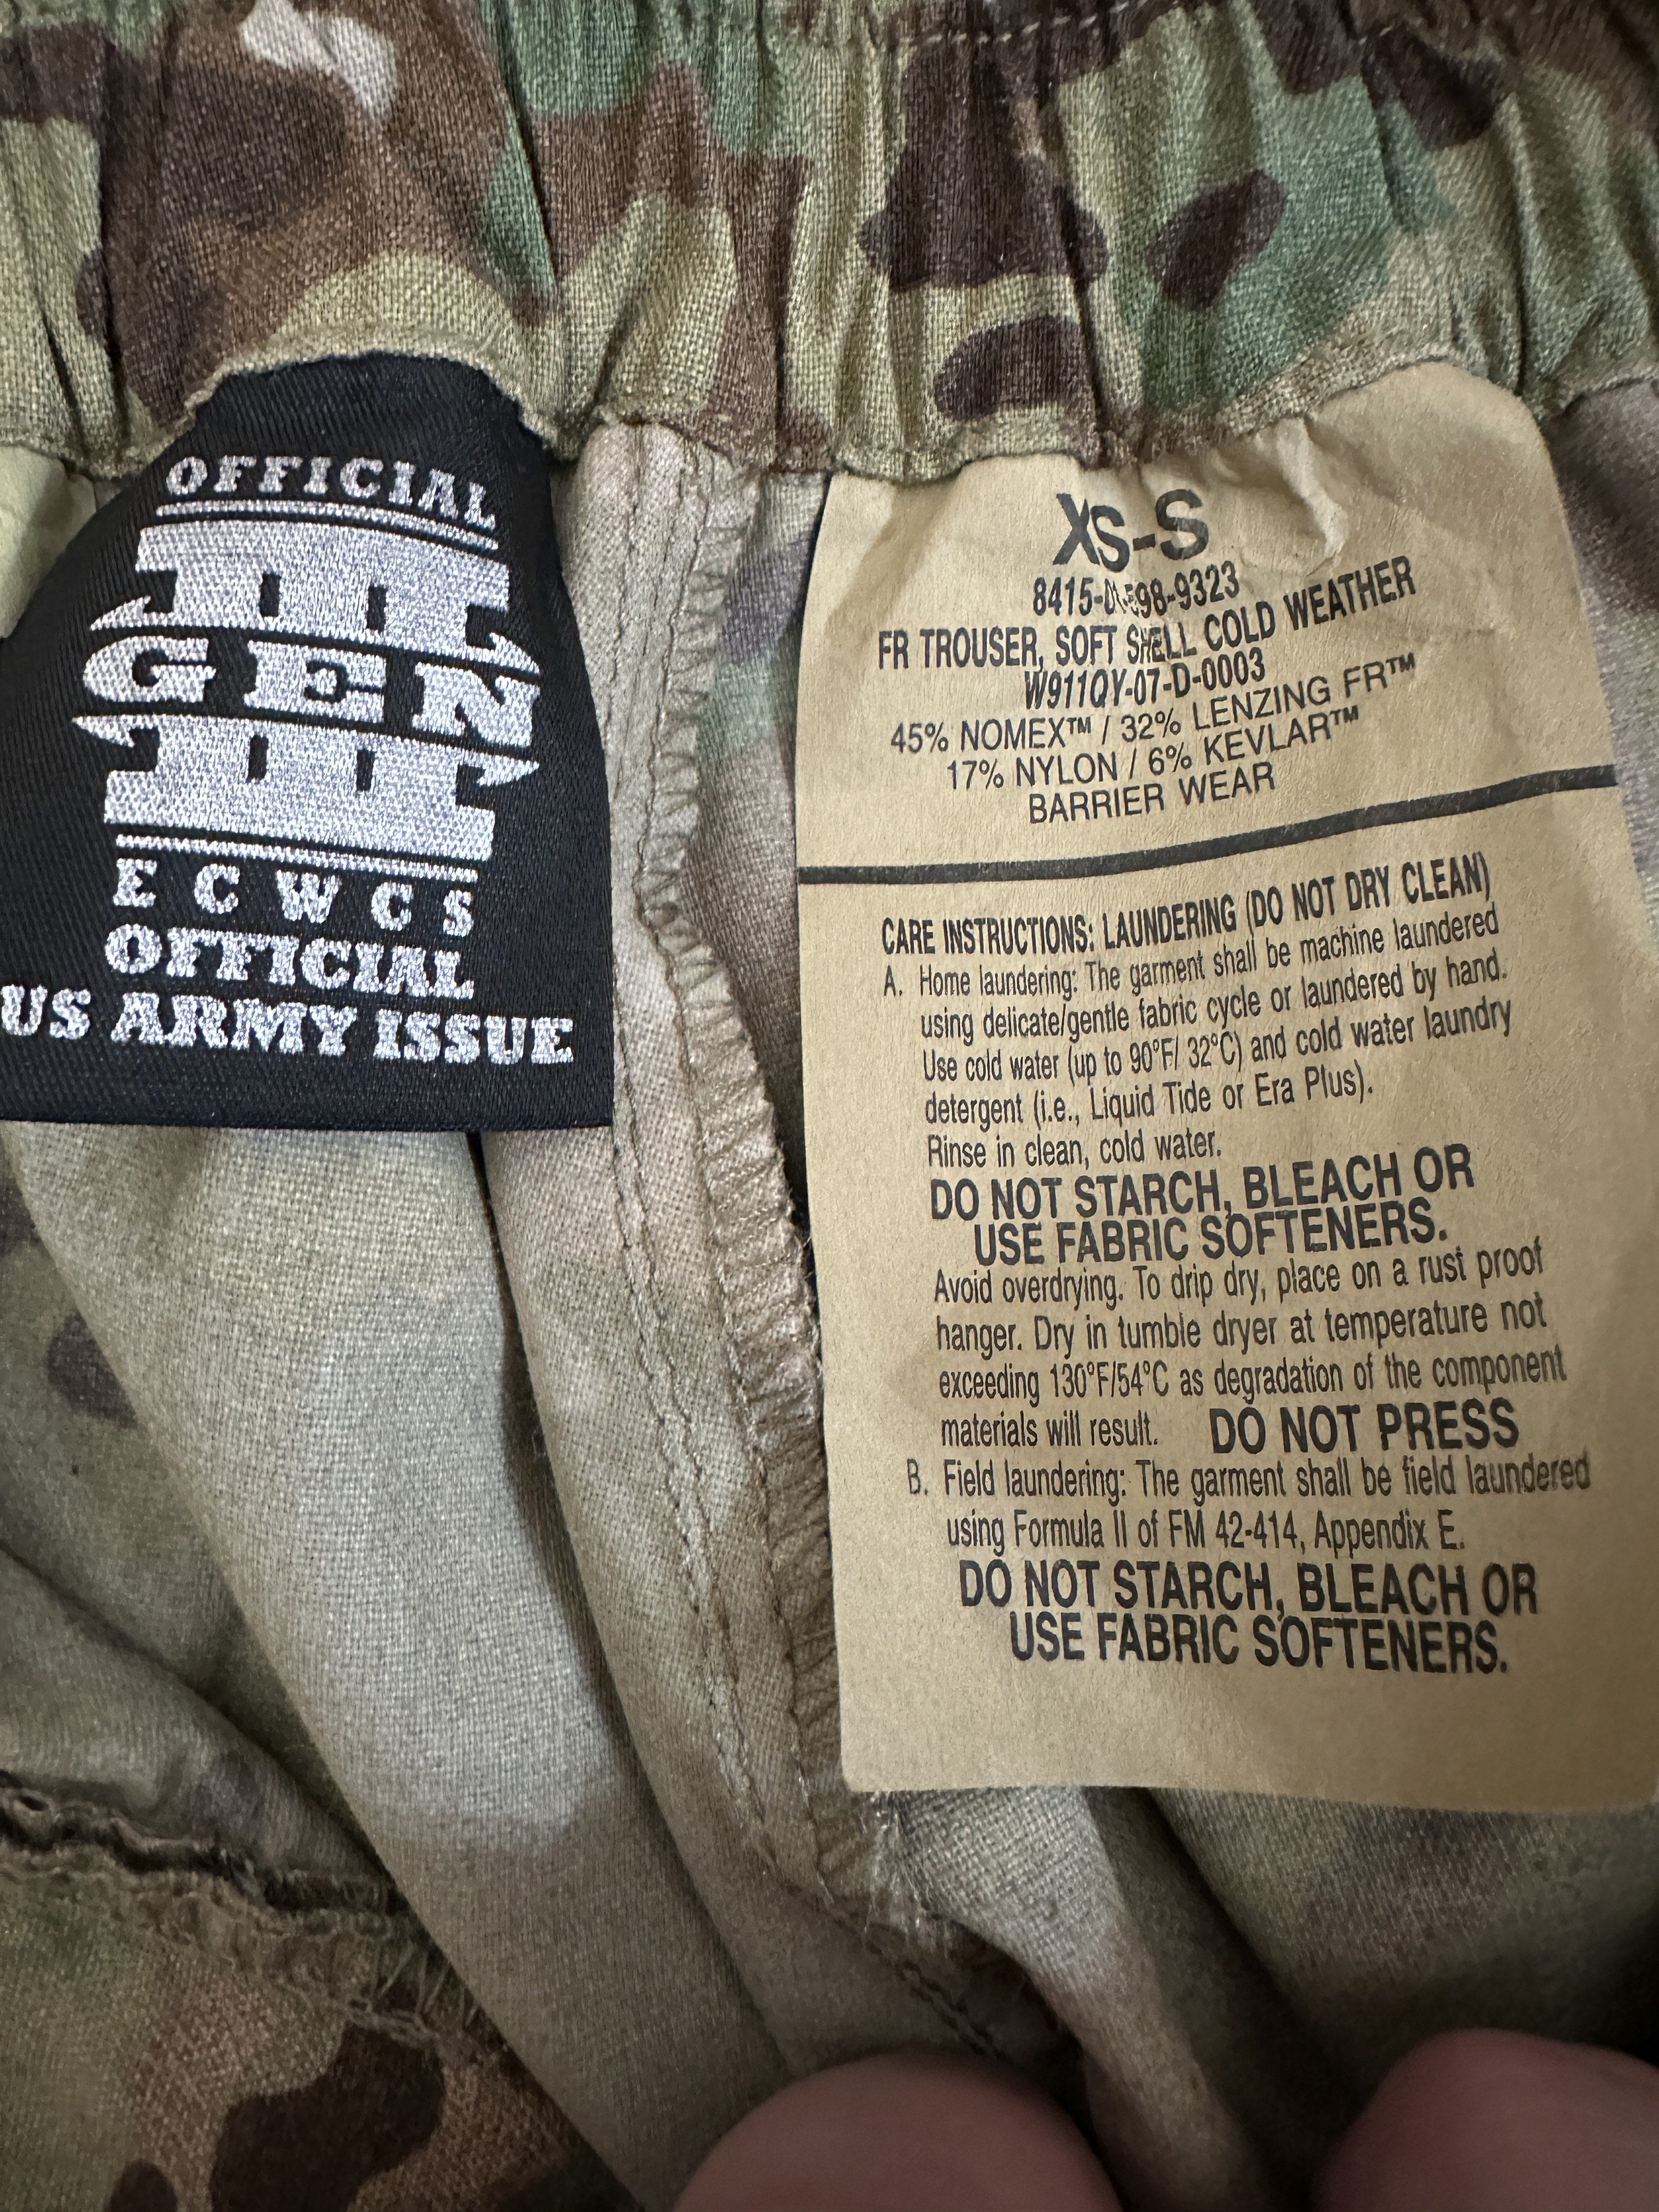 OFFICIAL
III
GEN
III
E C W C S
OFFICIAL
US ARMY ISSUE
XS-S
FR TROUSER, SOFT SHELL COLD WEATHER
W911QY-07-D-0003
45% NOMEX™ / 32% LENZING FR™
17% NYLON / 6% KEVLAR™
BARRIER WEAR
CARE INSTRUCTIONS: LAUNDERING (DO NOT DRY CLEAN)
A. Home laundering: The garment shall be machine laundered
using delicate/gentle fabric cycle or laundered by hand.
Use cold water (up to 90°F/ 32°C) and cold water laundry
detergent (i.e., Liquid Tide or Era Plus).
Rinse in clean, cold water.
DO NOT STARCH, BLEACH OR
USE FABRIC SOFTENERS.
Avoid overdrying. To drip dry, place on a rust proof
hanger. Dry in tumble dryer at temperature not
exceeding 130°F/54°C as degradation of the component
materials will result. DO NOT PRESS
B. Field laundering: The garment shall be field laundered
using Formula II of FM 42-414, Appendix E.
DO NOT STARCH, BLEACH OR
USE FABRIC SOFTENERS.